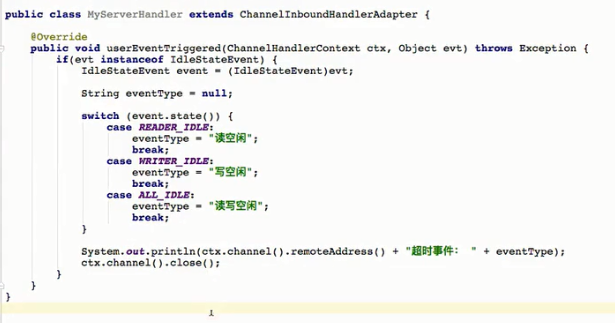 public class MyServerHandler extends ChannelInboundHandlerAdapter {
@Override
public void userEventTriggered(ChannelHandlerContext ctx, Object evt) throws Exception {
if(evt instanceof IdleStateEvent) {
IdleStateEvent event = (IdleStateEvent)evt;
String eventType = null;
switch (event.state()) {
case READER_IDLE:
eventType = "读空闲";
break;
case WRITER_IDLE:
eventType = "写空闲";
break;
case ALL_IDLE:
eventType = "读写空闲";
break;
}
System.out.println(ctx.channel().remoteAddress() + "超时事件: " + eventType);
ctx.channel().close();
}
}
}